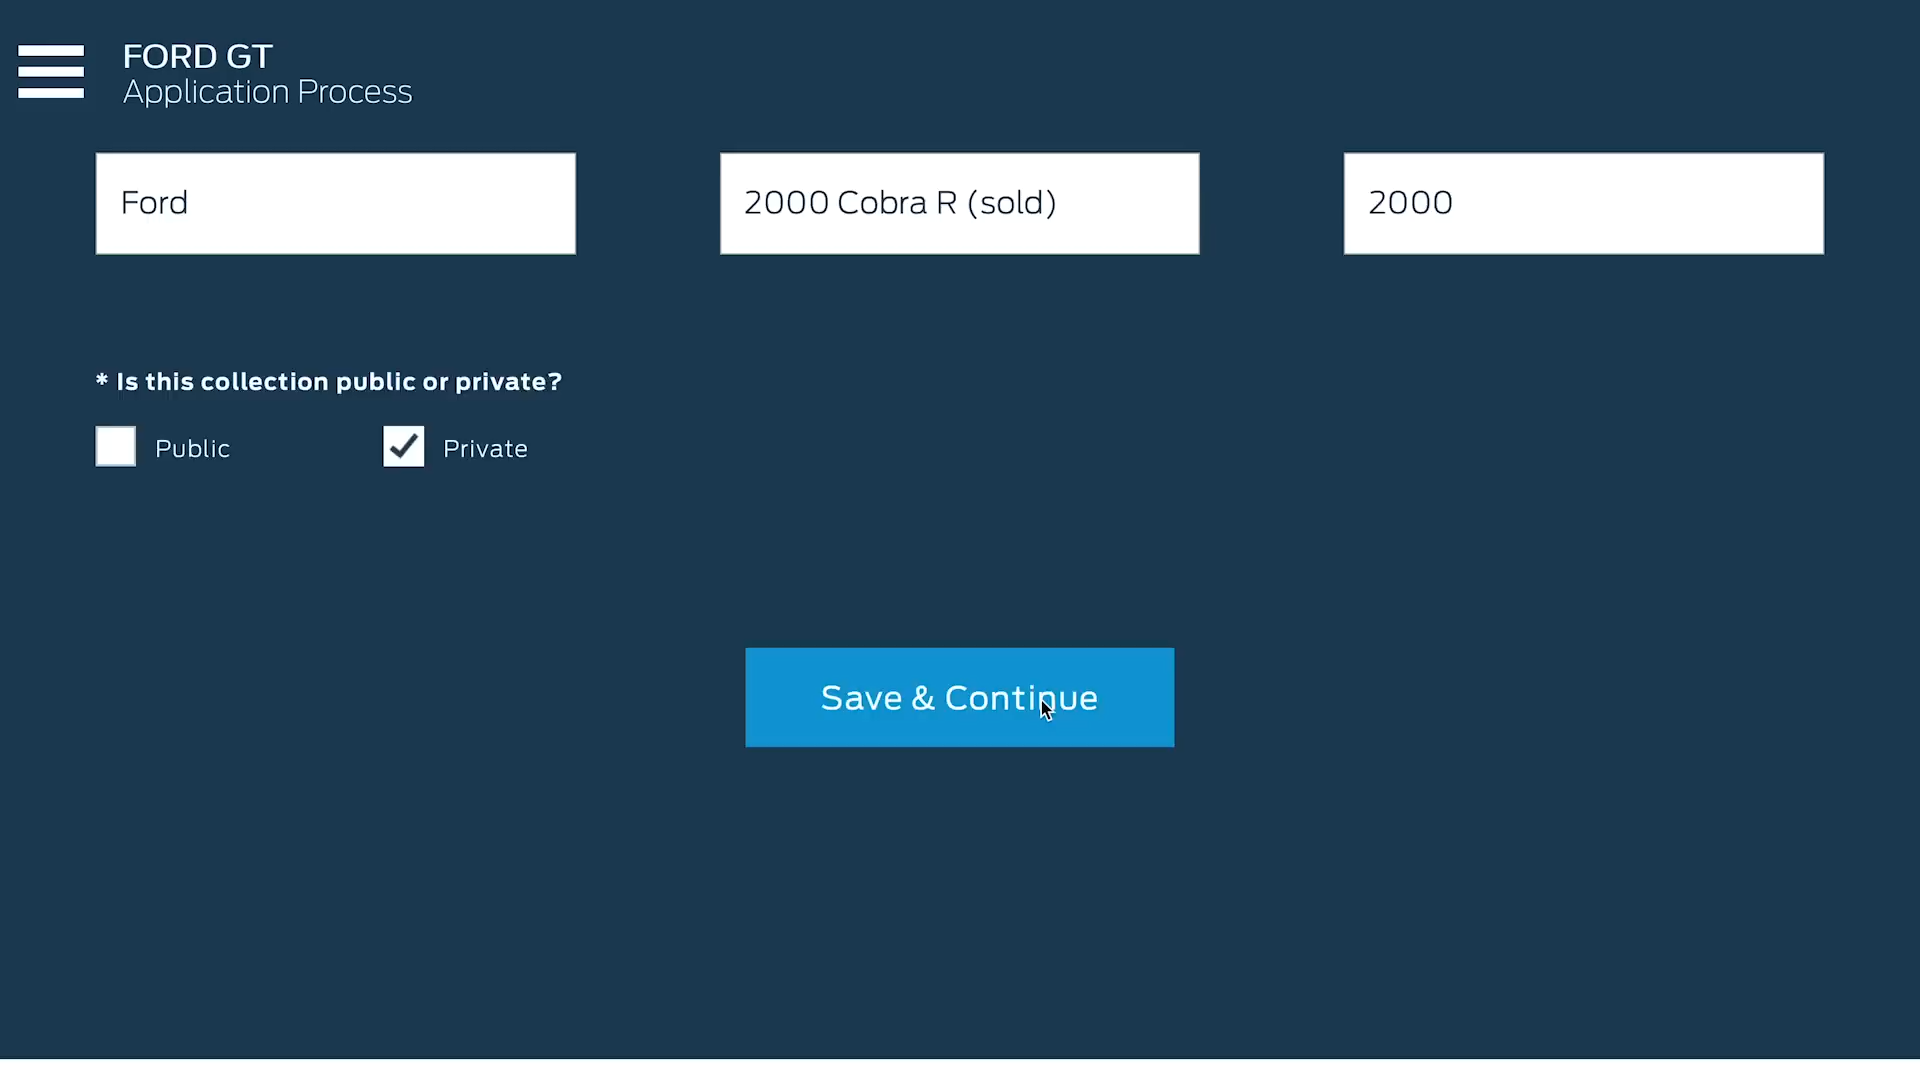 FORD GT
Application Process
Ford
2000 Cobra R (sold)
2000
* Is this collection public or private?
Public
Private
Save & Continue